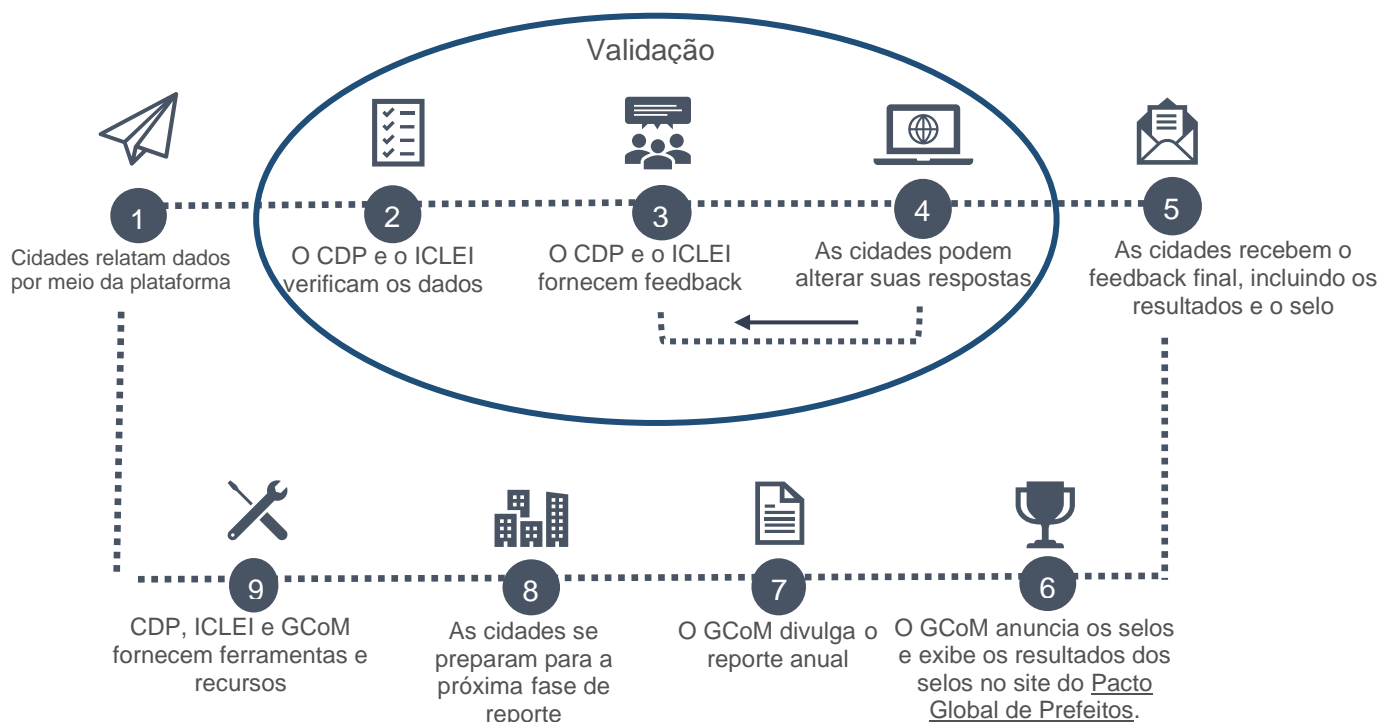 Validação
1
Cidades relatam dados
por meio da plataforma
2
O CDP e o ICLEI
verificam os dados
3
O CDP e o ICLEI
fornecem feedback
4
As cidades podem
alterar suas respostas
5
As cidades recebem o
feedback final, incluindo os
resultados e o selo
9
CDP, ICLEI e GCoM
fornecem ferramentas e
recursos
8
As cidades se
preparam para a
próxima fase de
reporte
7
O GCoM divulga o
reporte anual
6
O GCoM anuncia os selos
e exibe os resultados dos
selos no site do Pacto
Global de Prefeitos.